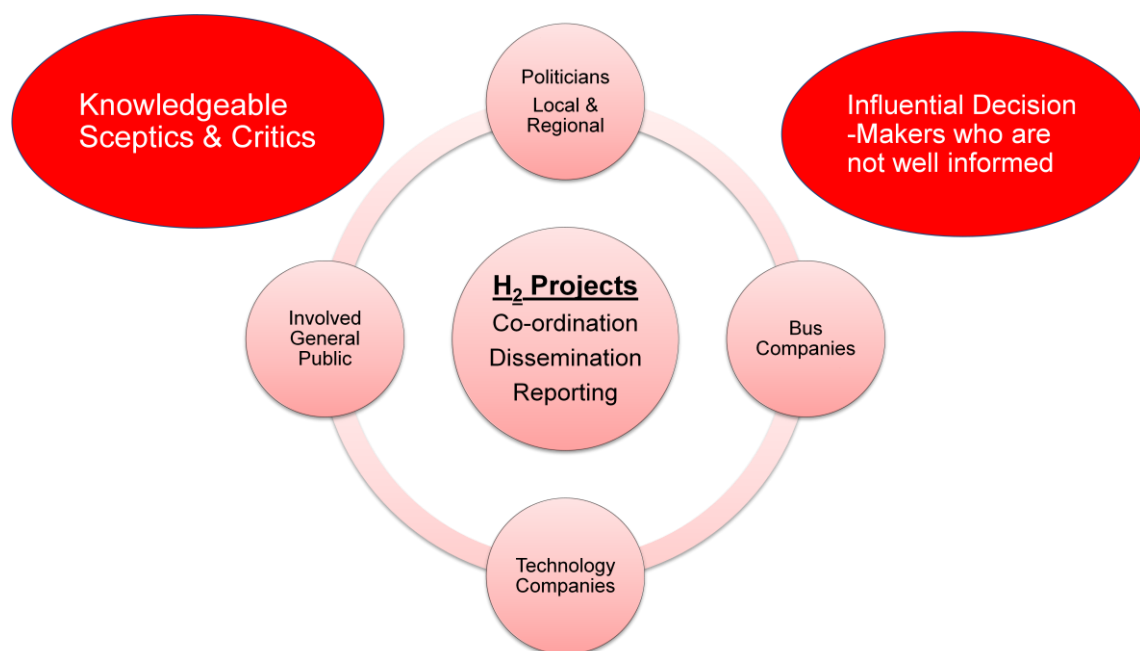 Politicians
Local &
Regional
Knowledgeable
Sceptics & Critics
Influential Decision
-Makers who are
not well informed
H₂ Projects
Co-ordination
Dissemination
Reporting
Involved
General
Public
Bus
Companies
Technology
Companies